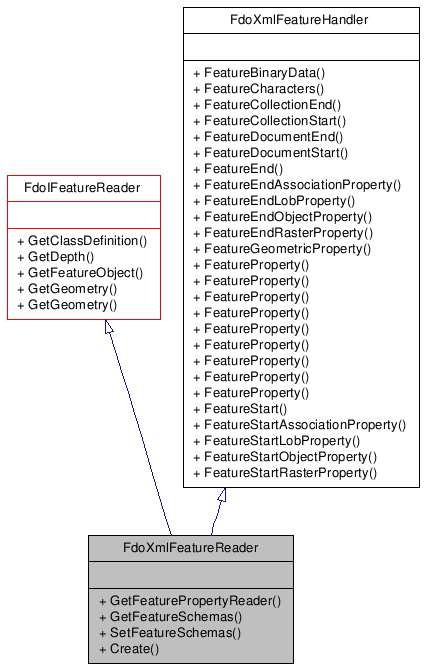 FdoXmlFeatureHandler
+ FeatureBinaryData()
+ FeatureCharacters()
+ FeatureCollectionEnd()
+ FeatureCollectionStart()
+ FeatureDocumentEnd()
+ FeatureDocumentStart()
+ FeatureEnd()
+ FeatureEndAssociationProperty()
+ FeatureEndLobProperty()
+ FeatureEndObjectProperty()
+ FeatureEndRasterProperty()
+ FeatureGeometricProperty()
+ FeatureProperty()
+ FeatureProperty()
+ FeatureProperty()
+ FeatureProperty()
+ FeatureProperty()
+ FeatureProperty()
+ FeatureProperty()
+ FeatureProperty()
+ FeatureProperty()
+ FeatureStart()
+ FeatureStartAssociationProperty()
+ FeatureStartLobProperty()
+ FeatureStartObjectProperty()
+ FeatureStartRasterProperty()
FdoIFeatureReader
+ GetClassDefinition()
+ GetDepth()
+ GetFeatureObject()
+ GetGeometry()
+ GetGeometry()
FdoXmlFeatureReader
+ GetFeaturePropertyReader()
+ GetFeatureSchemas()
+ SetFeatureSchemas()
+ Create()